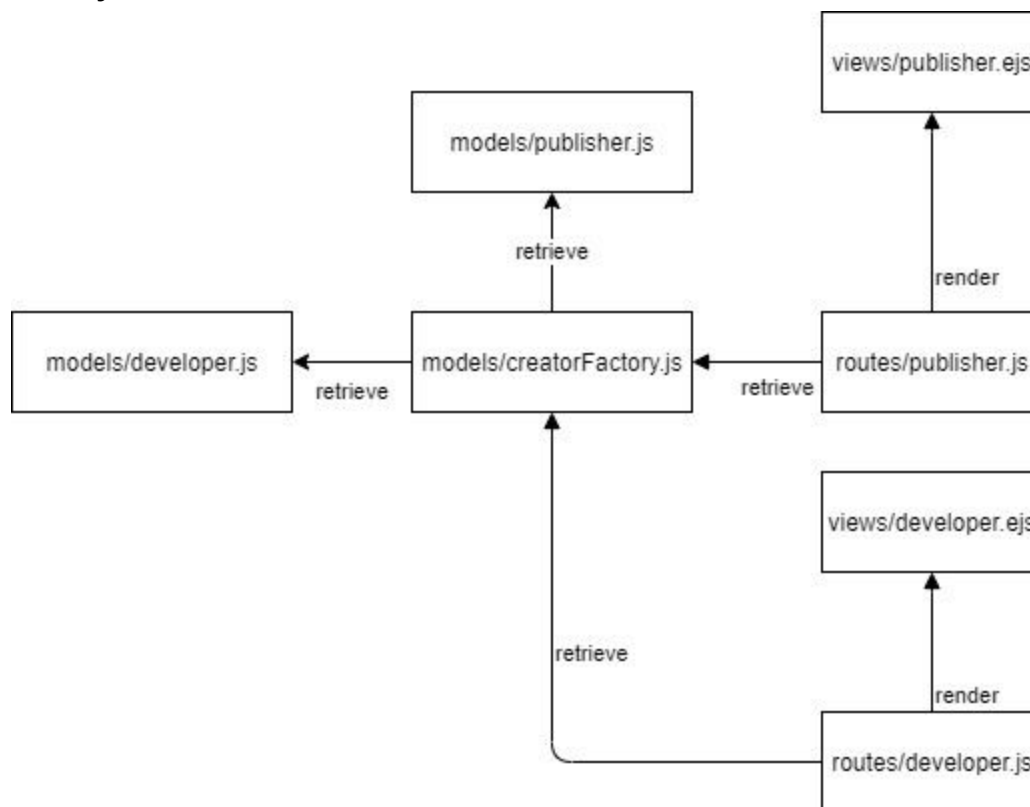 views/publisher.ejs
models/publisher.js
retrieve
render
models/developer.js
retrieve
models/creatorFactory.js
retrieve
routes/publisher.js
views/developer.ejs
retrieve
render
routes/developer.js